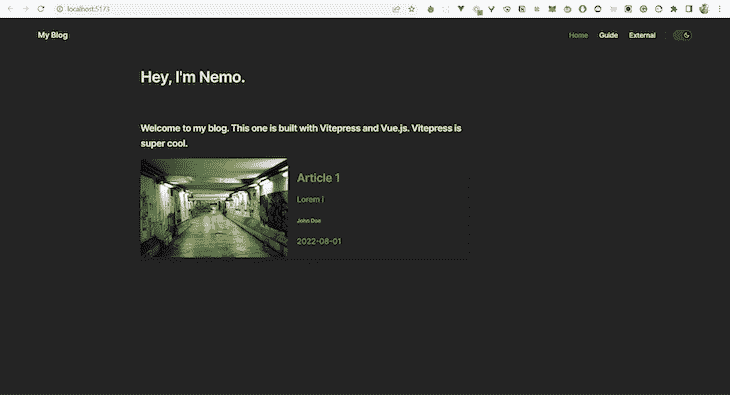 localhost:5173
My Blog
Home Guide External
Hey, I'm Nemo.
Welcome to my blog. This one is built with Vitepress and Vue.js. Vitepress is
super cool.
Article 1
Lorem i
John Doe
2022-08-01